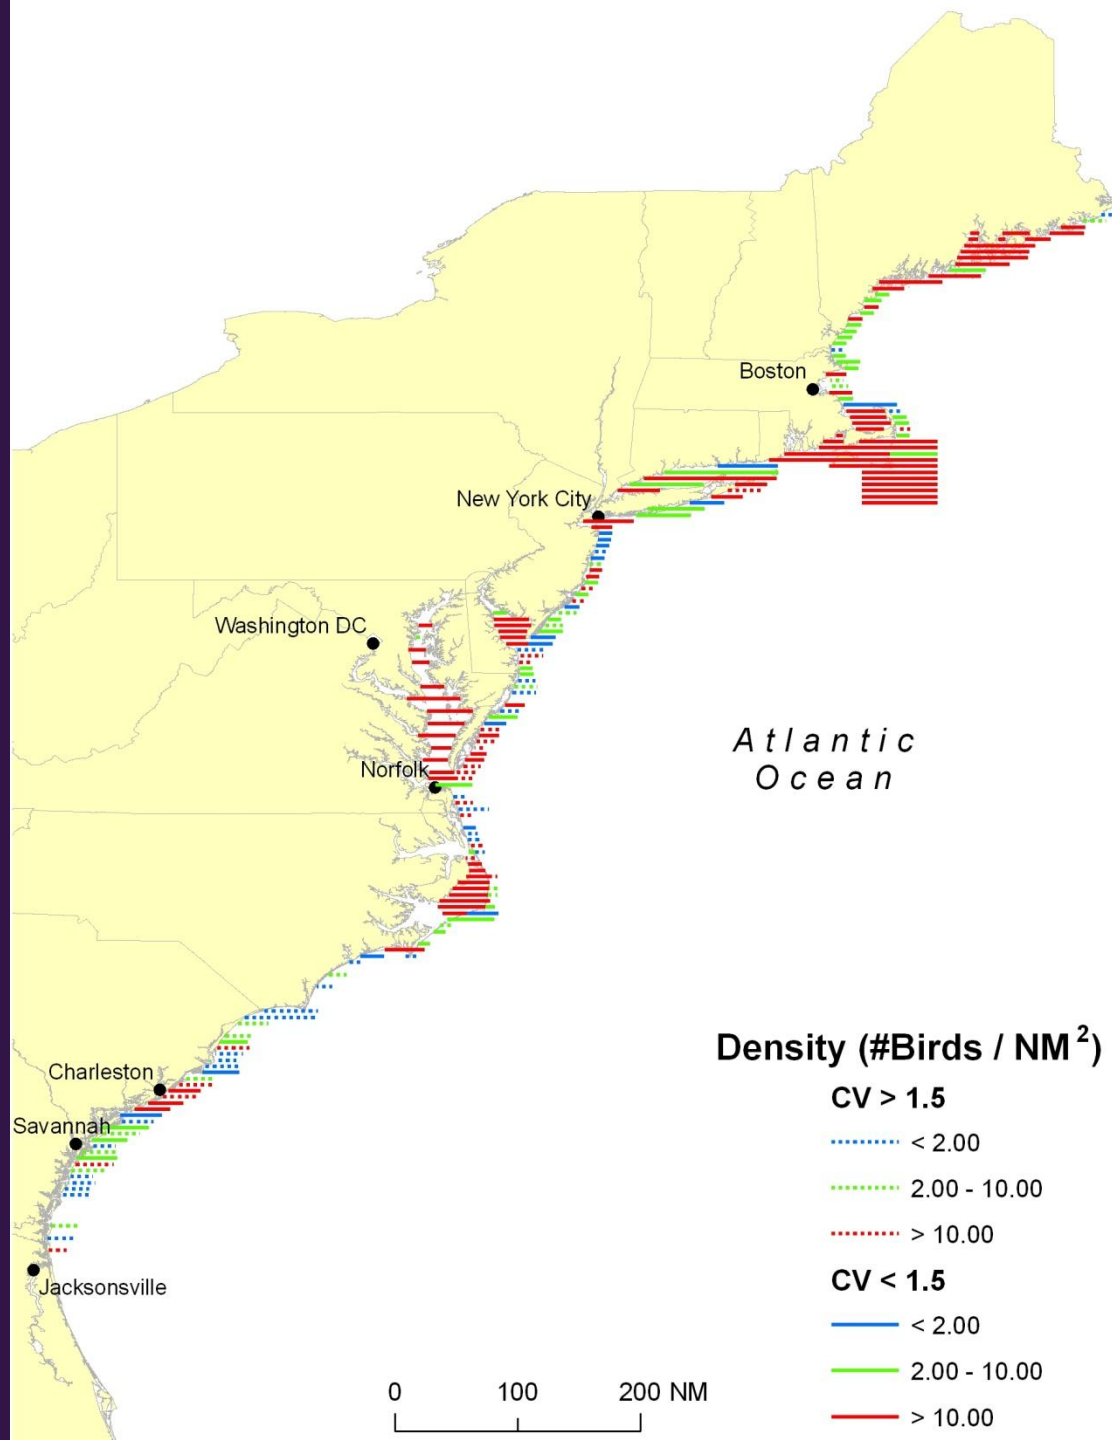 Boston
New York City
Washington DC
Atlantic
Ocean
Norfolk
Density (#Birds / NM²)
CV > 1.5
< 2.00
2.00 - 10.00
> 10.00
CV < 1.5
< 2.00
2.00 - 10.00
> 10.00
Charleston
Savannah
Jacksonsville
0 100 200 NM